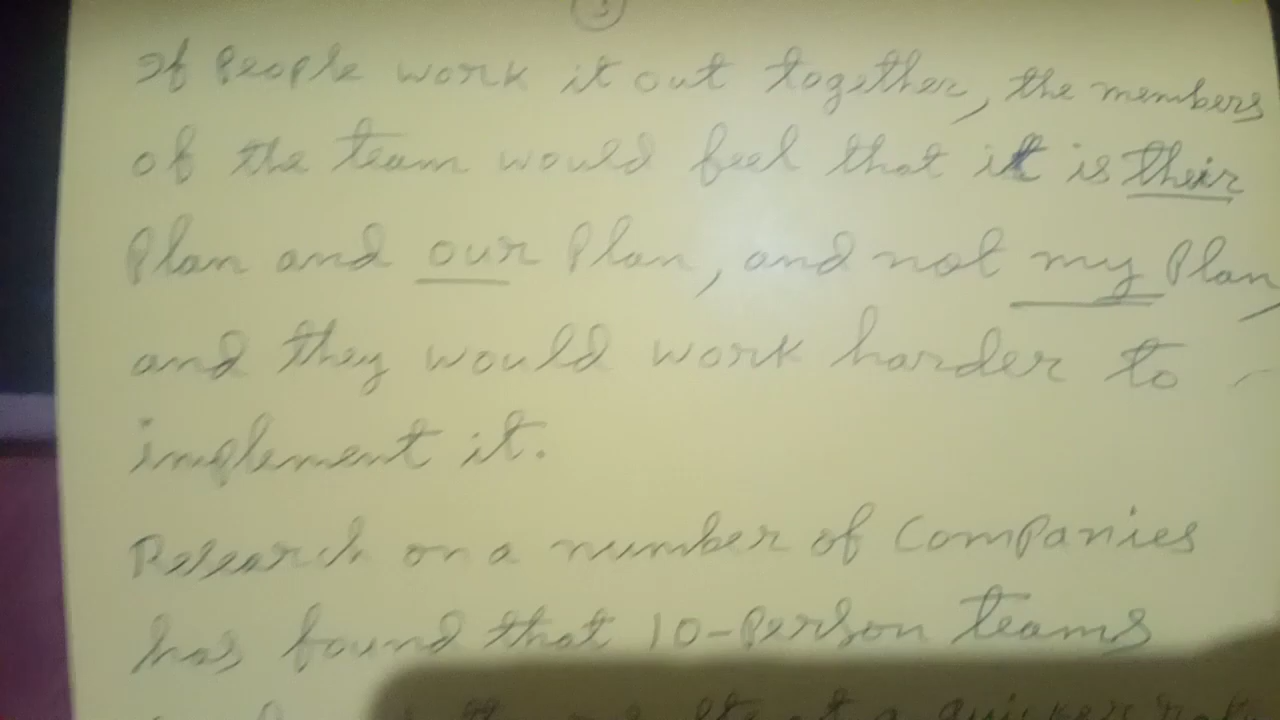 If People work it out together, the members
of the team would feel that it is their
Plan and our Plan, and not my Plan,
and they would work harder to
implement it.
Research on a number of Companies
has found that 10-Person teams
at a quicker